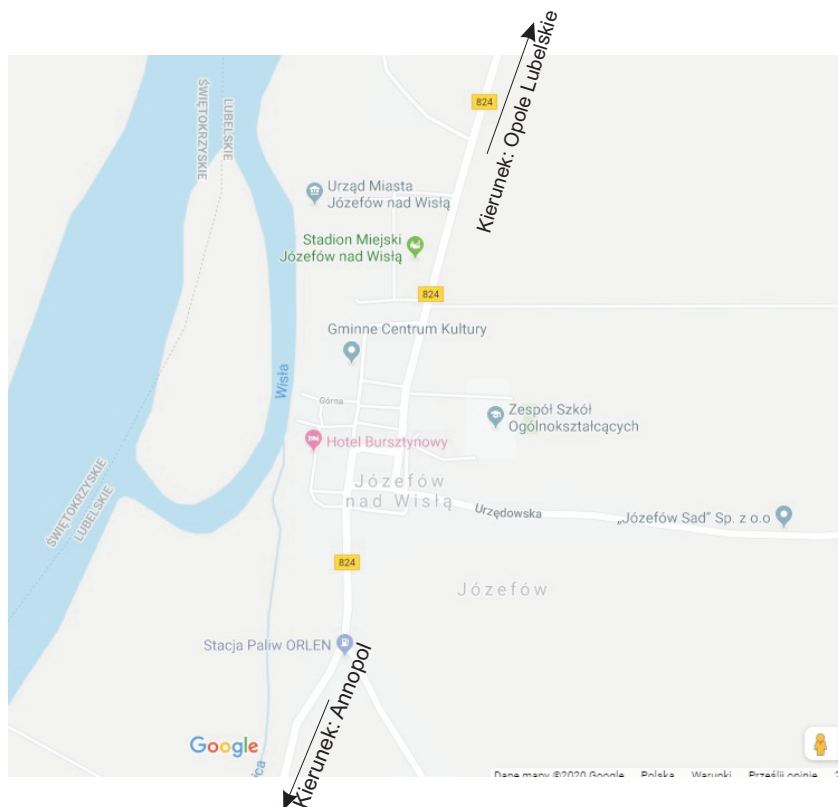 Kierunek: Opole Lubelskie
ŚWIĘTOKRZYSKIE
LUBELSKIE
824
Urząd Miasta
Józefów nad Wisłą
Stadion Miejski
Józefów nad Wisłą
824
Gminne Centrum Kultury
Wisła
Górna
Zespół Szkół
Ogólnokształcących
Hotel Bursztynowy
Józefów
nad Wisłą
ŚWIĘTOKRZYSKIE
LUBELSKIE
Urzędowska
„Józefów Sad" Sp. z o.o
824
Józefów
Stacja Paliw ORLEN
Kierunek: Annopol
Google
Dane mapy ©2020 Google Polska Warunki Prześlij opinię